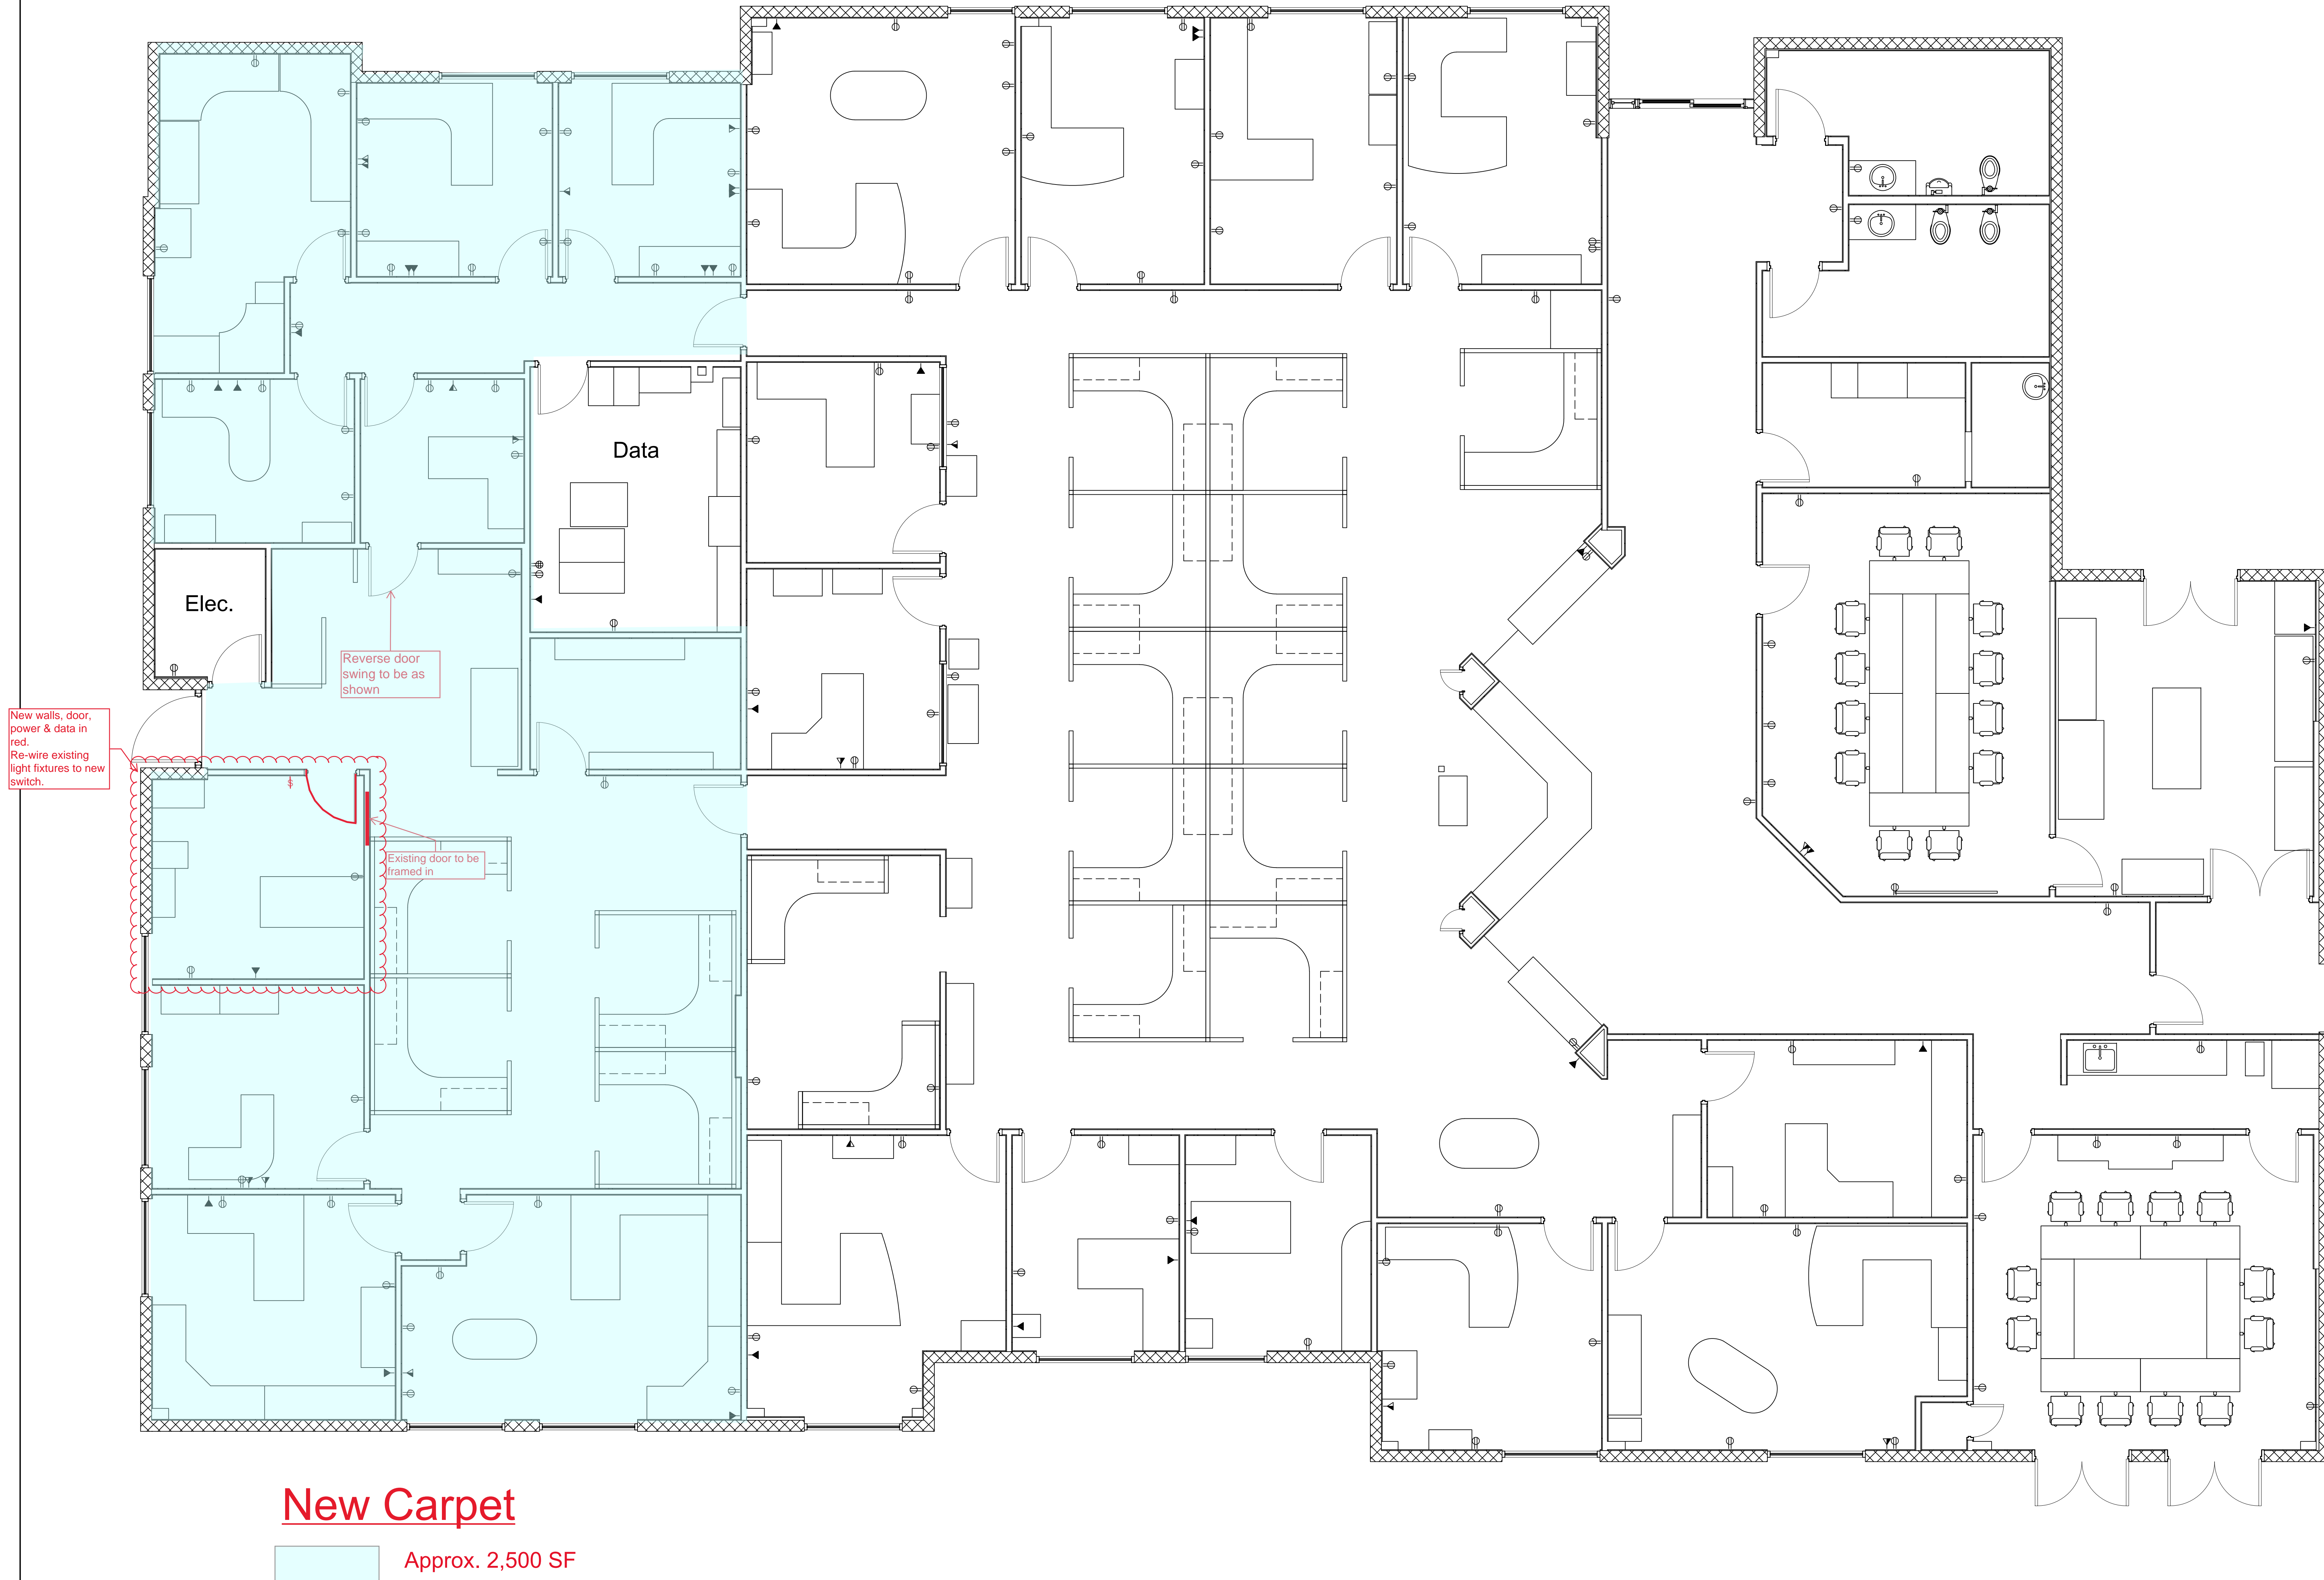 Data
Elec.
Reverse door
swing to be as
shown
New walls, door,
power & data in
red.
Re-wire existing
light fixtures to new
switch.
$
Existing door to be
framed in
New Carpet
Approx. 2,500 SF